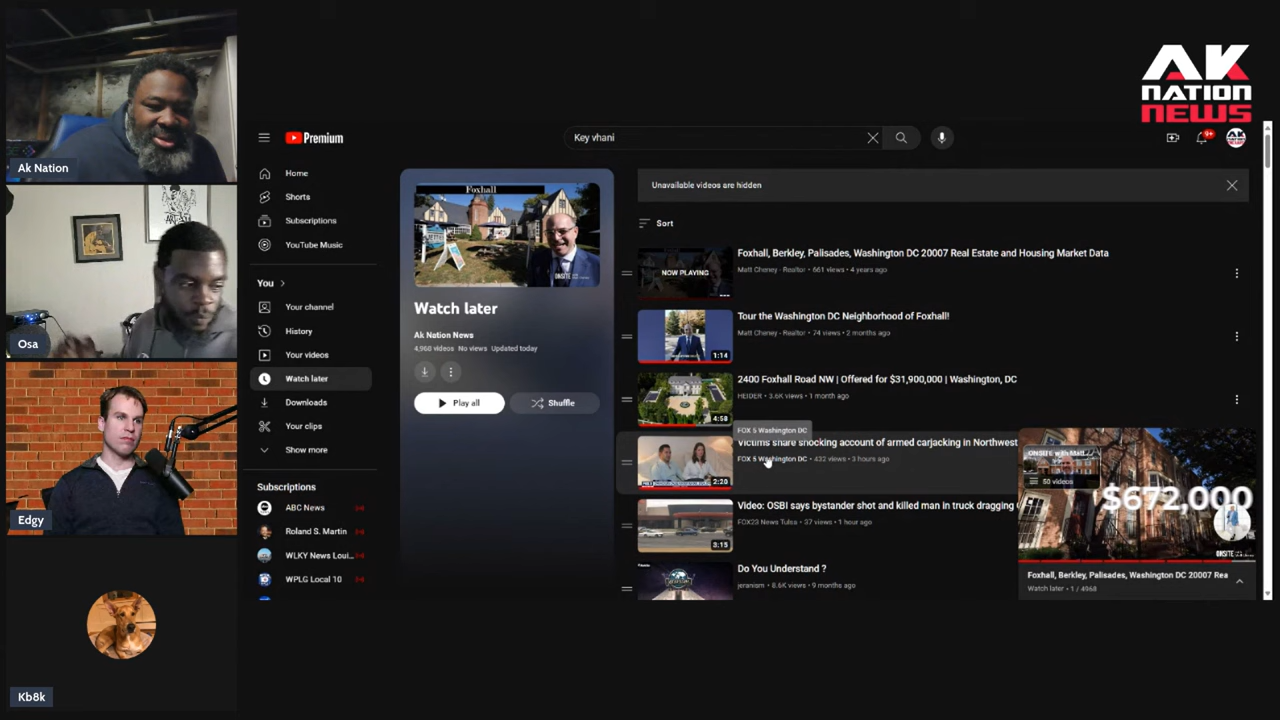 Ak Nation
Osa
Edgy
Kb8k
AK
NATION
NEWS
Premium
Key vhani
9+
Home
Shorts
Subscriptions
YouTube Music
You
Your channel
History
Your videos
Watch later
Downloads
Your clips
Show more
Subscriptions
ABC News
Roland S. Martin
WLKY News Loui...
WPLG Local 10
Foxhall
ONSITE
Watch later
Ak Nation News
4,968 videos No views Updated today
Play all
Shuffle
Unavailable videos are hidden
Sort
NOW PLAYING
Foxhall, Berkley, Palisades, Washington DC 20007 Real Estate and Housing Market Data
Matt Cheney - Realtor • 661 views • 4 years ago
1:14
Tour the Washington DC Neighborhood of Foxhall!
Matt Cheney - Realtor • 74 views • 2 months ago
4:58
2400 Foxhall Road NW | Offered for $31,900,000 | Washington, DC
HEIDER • 3.6K views • 1 month ago
FOX 5 Washington DC
2:20
Victims share shocking account of armed carjacking in Northwest
FOX 5 Washington DC • 432 views • 3 hours ago
3:15
Video: OSBI says bystander shot and killed man in truck dragging
FOX23 News Tulsa • 37 views • 1 hour ago
Do You Understand ?
jeranism • 8.6K views • 9 months ago
ONSITE with Matt
50 videos
$672,000
ONSITE
Foxhall, Berkley, Palisades, Washington DC 20007 Rea
Watch later • 1 / 4968